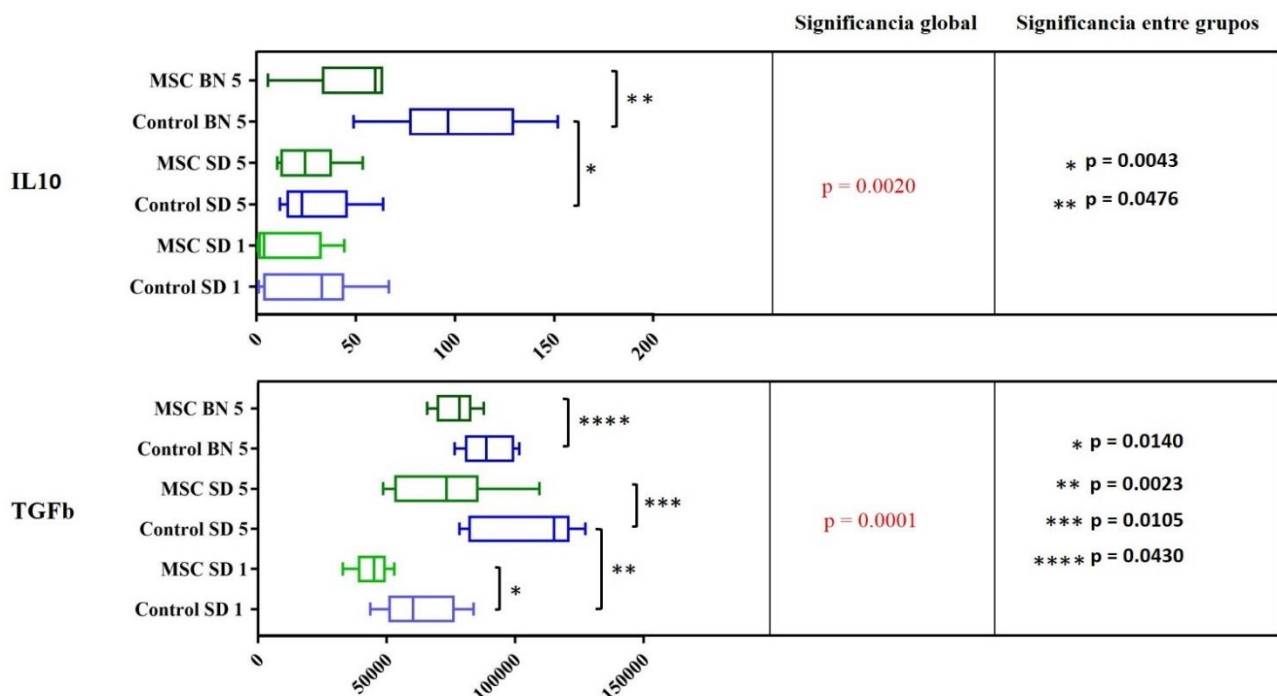 Significancia global Significancia entre grupos
IL10
MSC BN 5
Control BN 5
MSC SD 5
Control SD 5
MSC SD 1
Control SD 1
**
*
p = 0.0020
* p = 0.0043
** p = 0.0476
0 50 100 150 200
TGFb
MSC BN 5
Control BN 5
MSC SD 5
Control SD 5
MSC SD 1
Control SD 1
****
***
**
*
p = 0.0001
* p = 0.0140
** p = 0.0023
*** p = 0.0105
**** p = 0.0430
0 50000 100000 150000